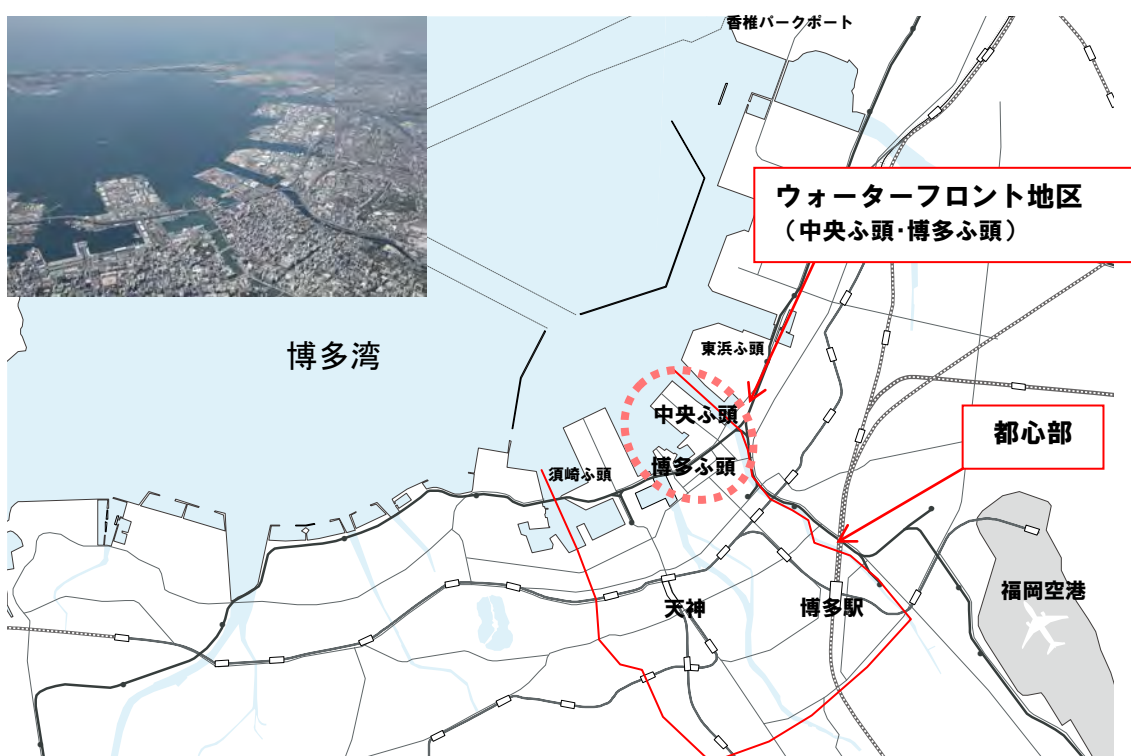 香椎パークポート
ウォーターフロント地区
（中央ふ頭・博多ふ頭）
博多湾
東浜ふ頭
中央ふ頭
都心部
博多ふ頭
須崎ふ頭
福岡空港
天神
博多駅